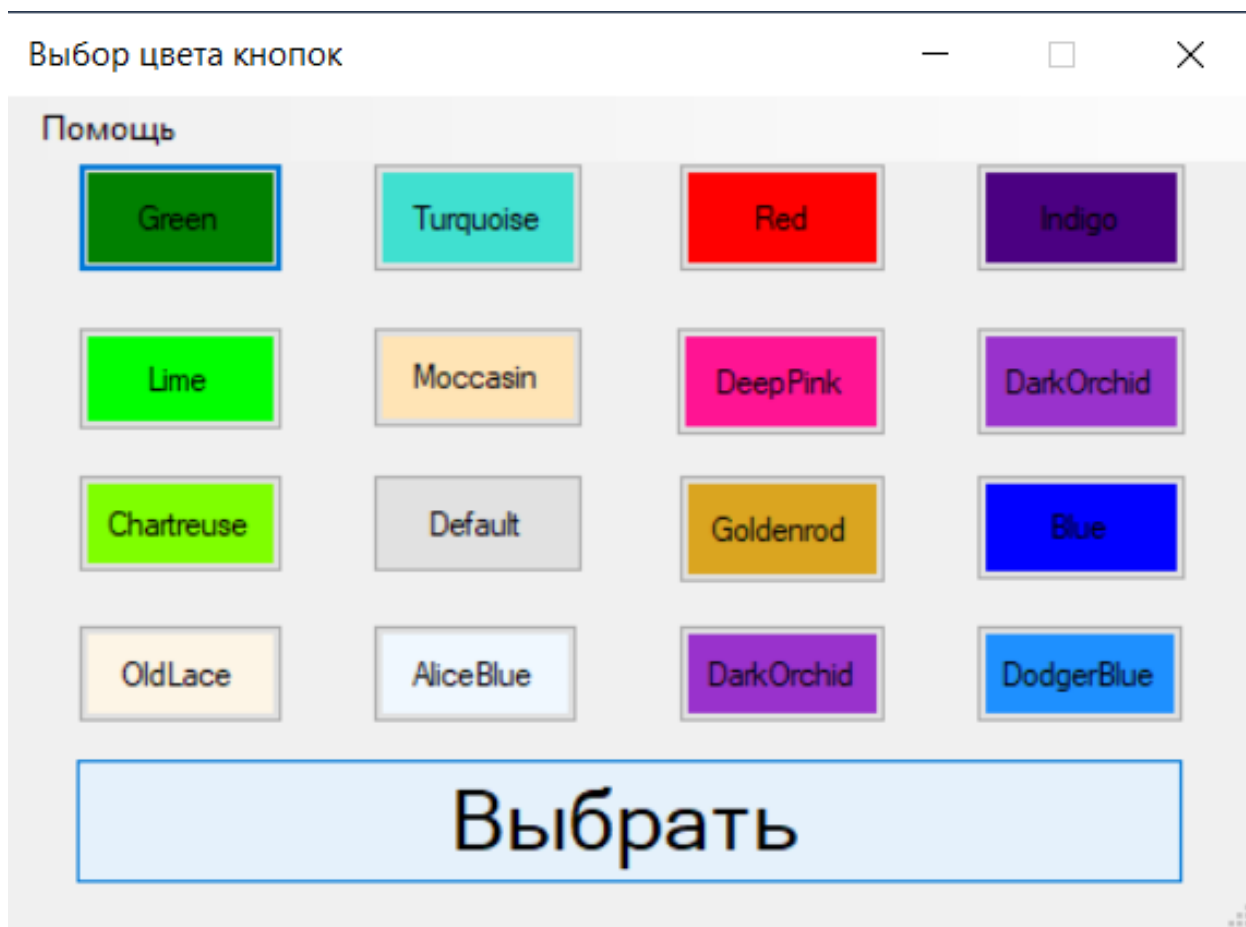 Выбор цвета кнопок
Помощь
Green Turquoise Red Indigo
Lime Moccasin DeepPink DarkOrchid
Chartreuse Default Goldenrod Blue
OldLace AliceBlue DarkOrchid DodgerBlue
Выбрать